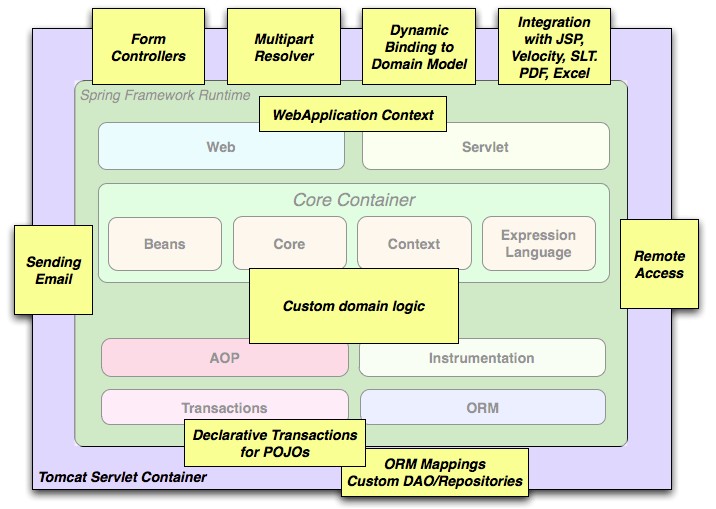 Form
Controllers
Multipart
Resolver
Dynamic
Binding to
Domain Model
Integration
with JSP,
Velocity, SLT.
PDF, Excel
Spring Framework Runtime
WebApplication Context
Web
Servlet
Core Container
Beans
Core
Context
Expression
Language
Sending
Email
Remote
Access
Custom domain logic
AOP
Instrumentation
Transactions
ORM
Declarative Transactions
for POJOs
ORM Mappings
Custom DAO/Repositories
Tomcat Servlet Container